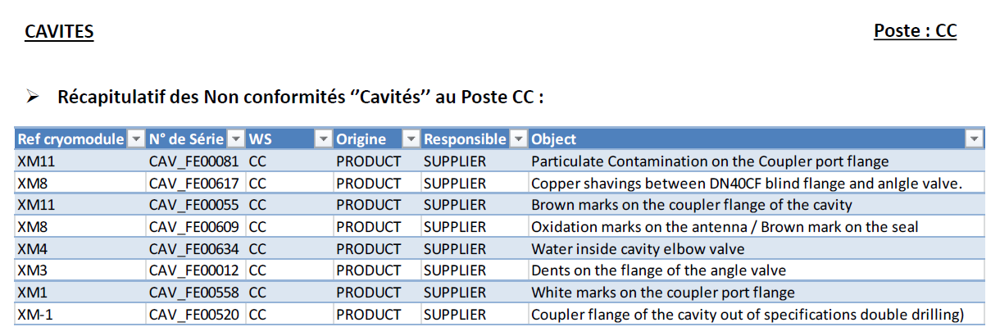 CAVITES
Poste : CC
➢ Récapitulatif des Non conformités ‘’Cavités’’ au Poste CC :
Ref cryomodule N° de Série WS Origine Responsible Object
XM11 CAV_FE00081 CC PRODUCT SUPPLIER Particulate Contamination on the Coupler port flange
XM8 CAV_FE00617 CC PRODUCT SUPPLIER Copper shavings between DN40CF blind flange and anlgle valve.
XM11 CAV_FE00055 CC PRODUCT SUPPLIER Brown marks on the coupler flange of the cavity
XM8 CAV_FE00609 CC PRODUCT SUPPLIER Oxidation marks on the antenna / Brown mark on the seal
XM4 CAV_FE00634 CC PRODUCT SUPPLIER Water inside cavity elbow valve
XM3 CAV_FE00012 CC PRODUCT SUPPLIER Dents on the flange of the angle valve
XM1 CAV_FE00558 CC PRODUCT SUPPLIER White marks on the coupler port flange
XM-1 CAV_FE00520 CC PRODUCT SUPPLIER Coupler flange of the cavity out of specifications double drilling)